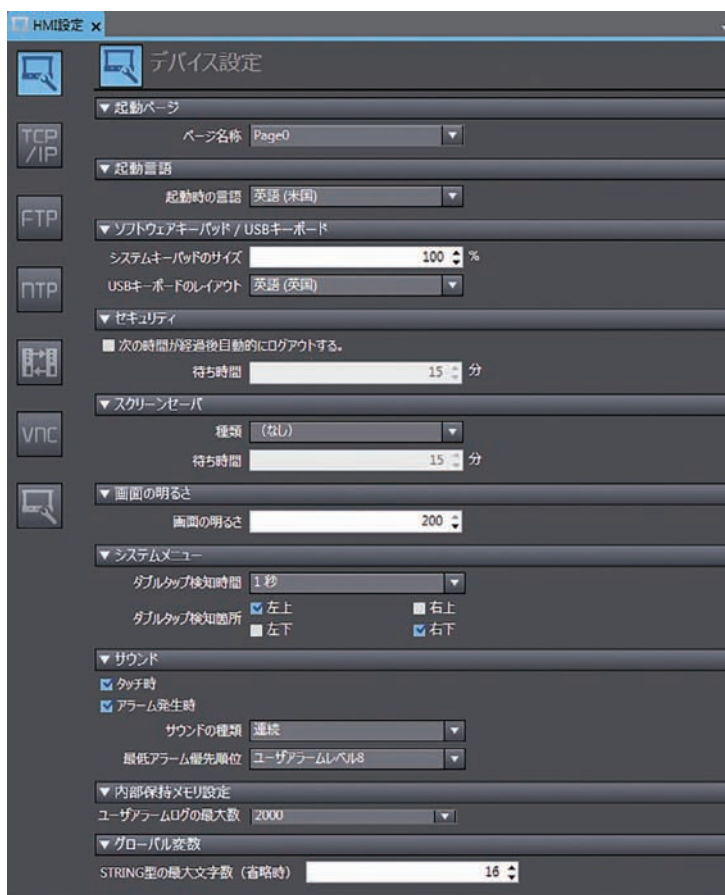 HMI設定 ×
デバイス設定
TCP/IP
FTP
NTP
VNC
▼起動ページ
ページ名称 Page0
▼起動言語
起動時の言語 英語 (米国)
▼ソフトウェアキーパッド / USBキーボード
システムキーパッドのサイズ 100 %
USBキーボードのレイアウト 英語 (英国)
▼セキュリティ
次の時間が経過後自動的にログアウトする。
待ち時間 15 分
▼スクリーンセーバ
種類 (なし)
待ち時間 15 分
▼画面の明るさ
画面の明るさ 200
▼システムメニュー
ダブルタップ検知時間 1 秒
ダブルタップ検知箇所 左上 右上
左下 右下
▼サウンド
タッチ時
アラーム発生時
サウンドの種類 連続
最低アラーム優先順位 ユーザアラームレベル8
▼内部保持メモリ設定
ユーザアラームログの最大数 2000
▼グローバル変数
STRING型の最大文字数（省略時） 16